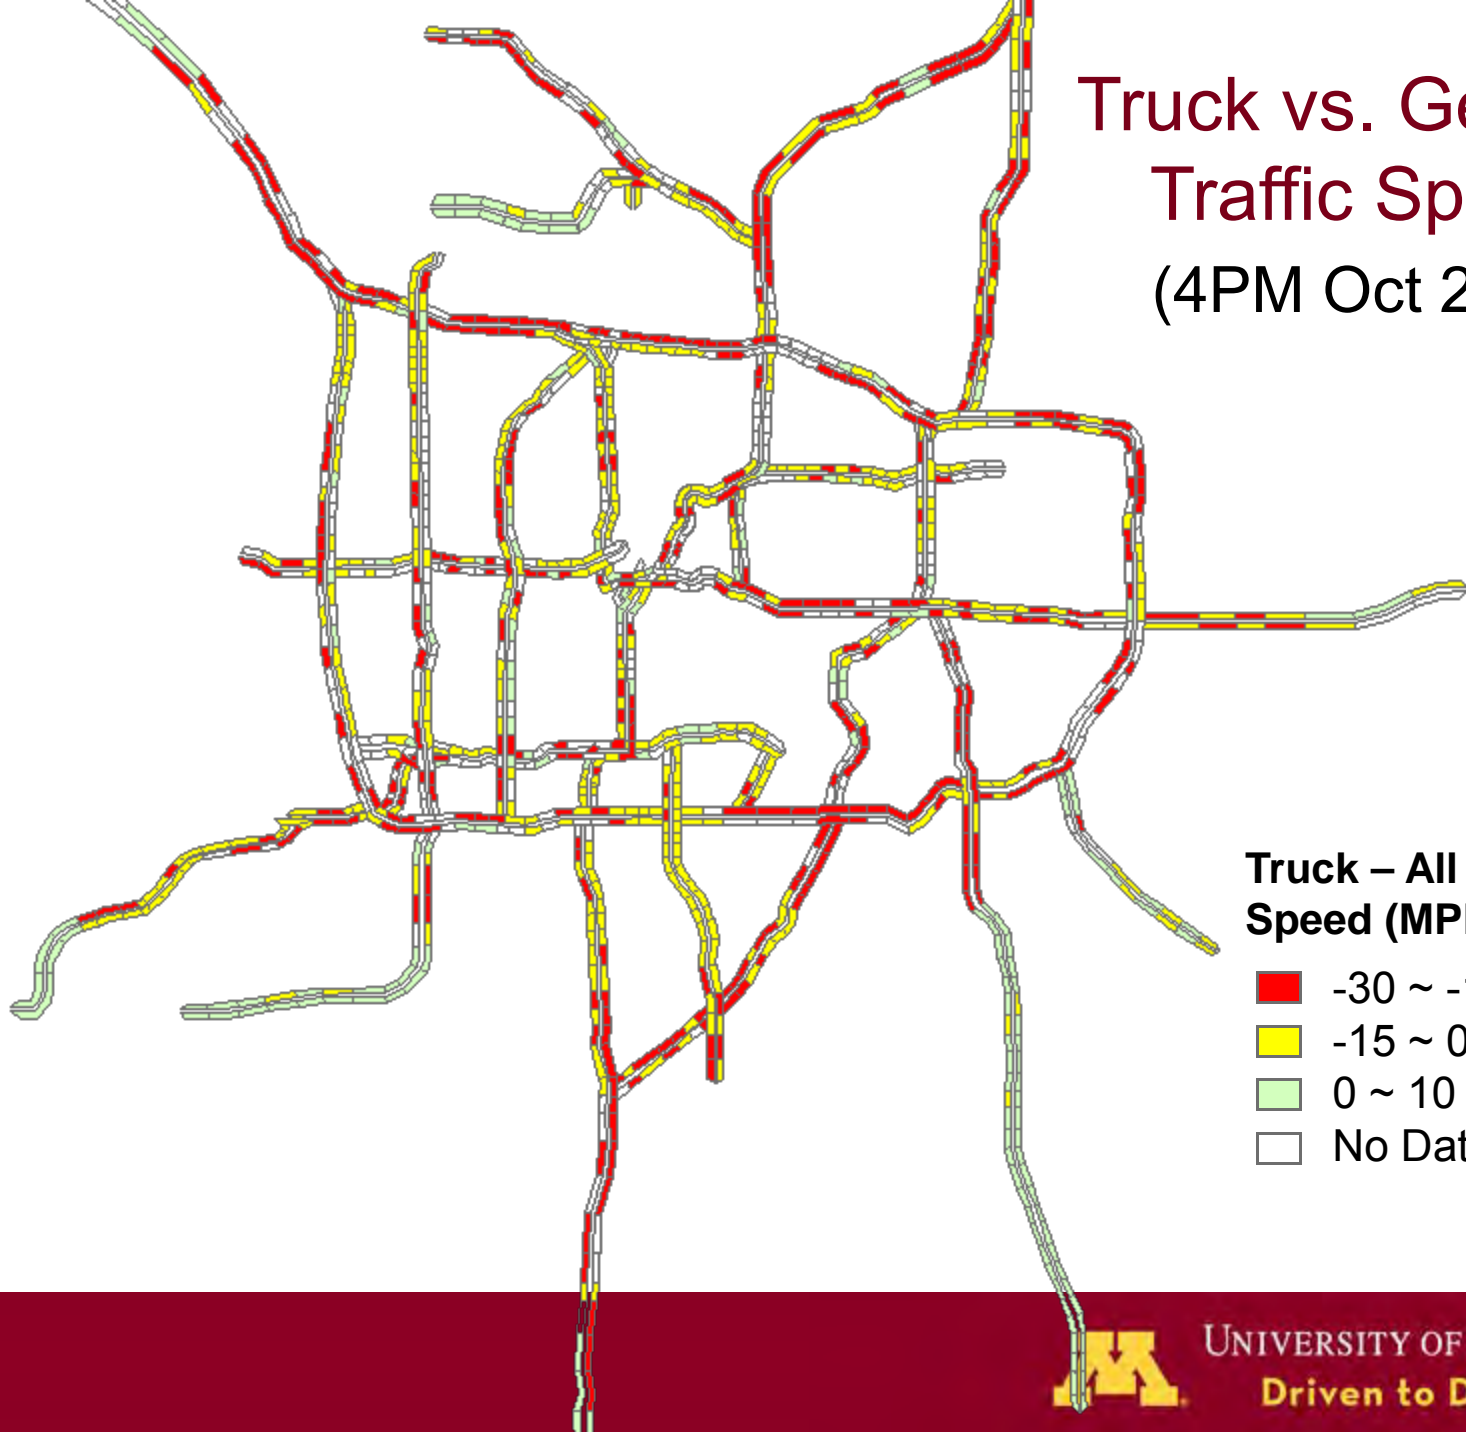 Truck vs. Ge
Traffic Sp
(4PM Oct 2
Truck – All
Speed (MP
-30 ~ -
-15 ~ 0
0 ~ 10
No Dat
UNIVERSITY OF
Driven to D